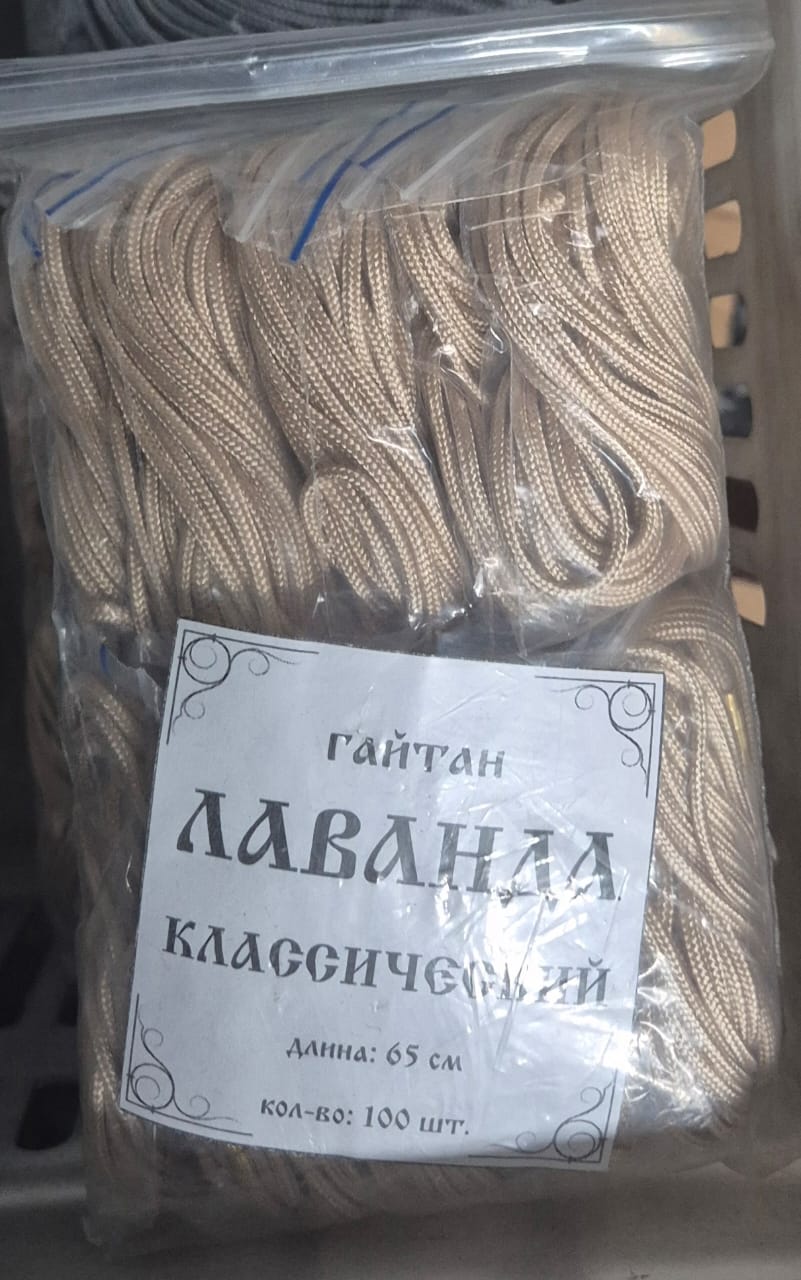 гайтан
ЛАВАНДА
классический
длина: 65 см
кол-во: 100 шт.